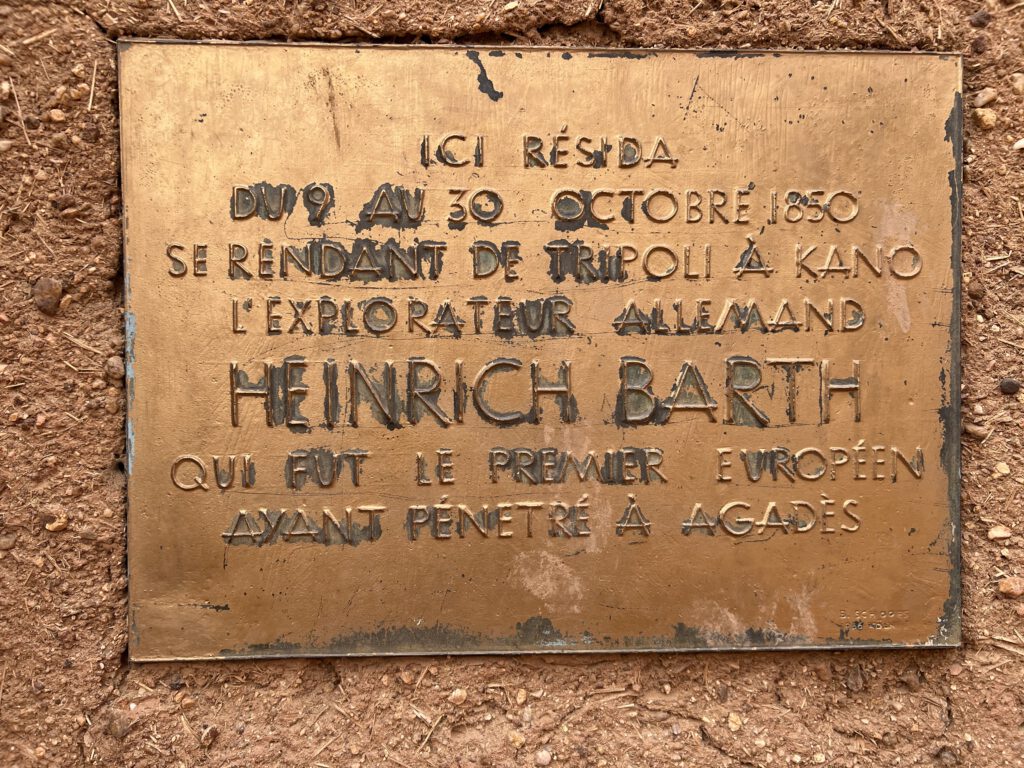 ICI RÉSIDA
DU 9 AU 30 OCTOBRE 1850
SE RENDANT DE TRIPOLI À KANO
L'EXPLORATEUR ALLEMAND
HEINRICH BARTH
QUI FUT LE PREMIER EUROPÉEN
AYANT PÉNETRÉ À AGADÈS